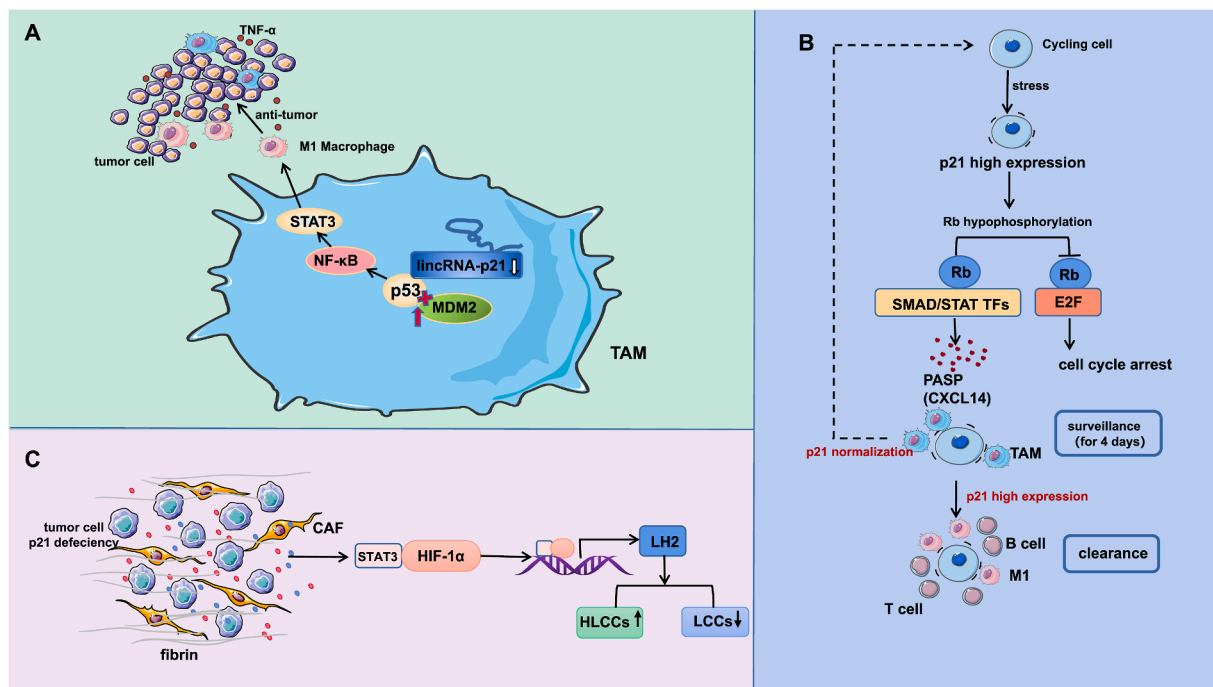 A
TNF-α
anti-tumor
M1 Macrophage
tumor cell
STAT3
NF-κB
lincRNA-p21
p53
MDM2
TAM
B
Cycling cell
stress
p21 high expression
Rb hypophosphorylation
Rb
Rb
SMAD/STAT TFs
E2F
cell cycle arrest
PASP
(CXCL14)
surveillance
(for 4 days)
p21 normalization
TAM
p21 high expression
B cell
clearance
M1
T cell
C
tumor cell
p21 defeciency
CAF
STAT3
HIF-1α
LH2
HLCCs
LCCs
fibrin